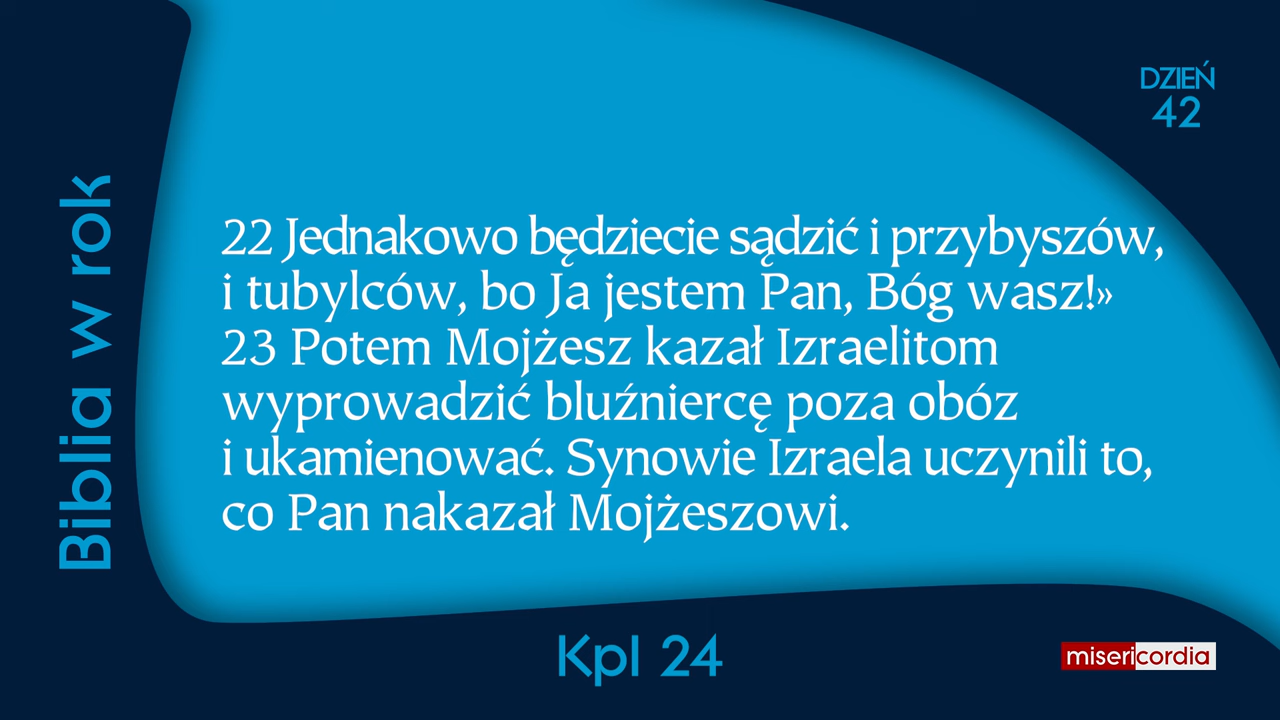 DZIEŃ
42
Biblia w rok
22 Jednakowo będziecie sądzić i przybyszów,
i tubylców, bo Ja jestem Pan, Bóg wasz!»
23 Potem Mojżesz kazał Izraelitom
wyprowadzić bluźniercę poza obóz
i ukamienować. Synowie Izraela uczynili to,
co Pan nakazał Mojżeszowi.
Kpl 24
misericordia